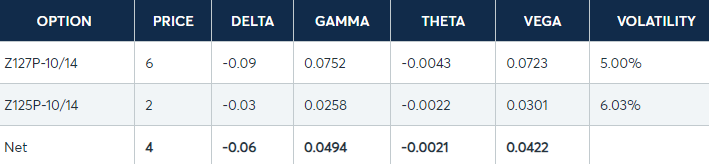 OPTION PRICE DELTA GAMMA THETA VEGA VOLATILITY
Z127P-10/14 6 -0.09 0.0752 -0.0043 0.0723 5.00%
Z125P-10/14 2 -0.03 0.0258 -0.0022 0.0301 6.03%
Net 4 -0.06 0.0494 -0.0021 0.0422